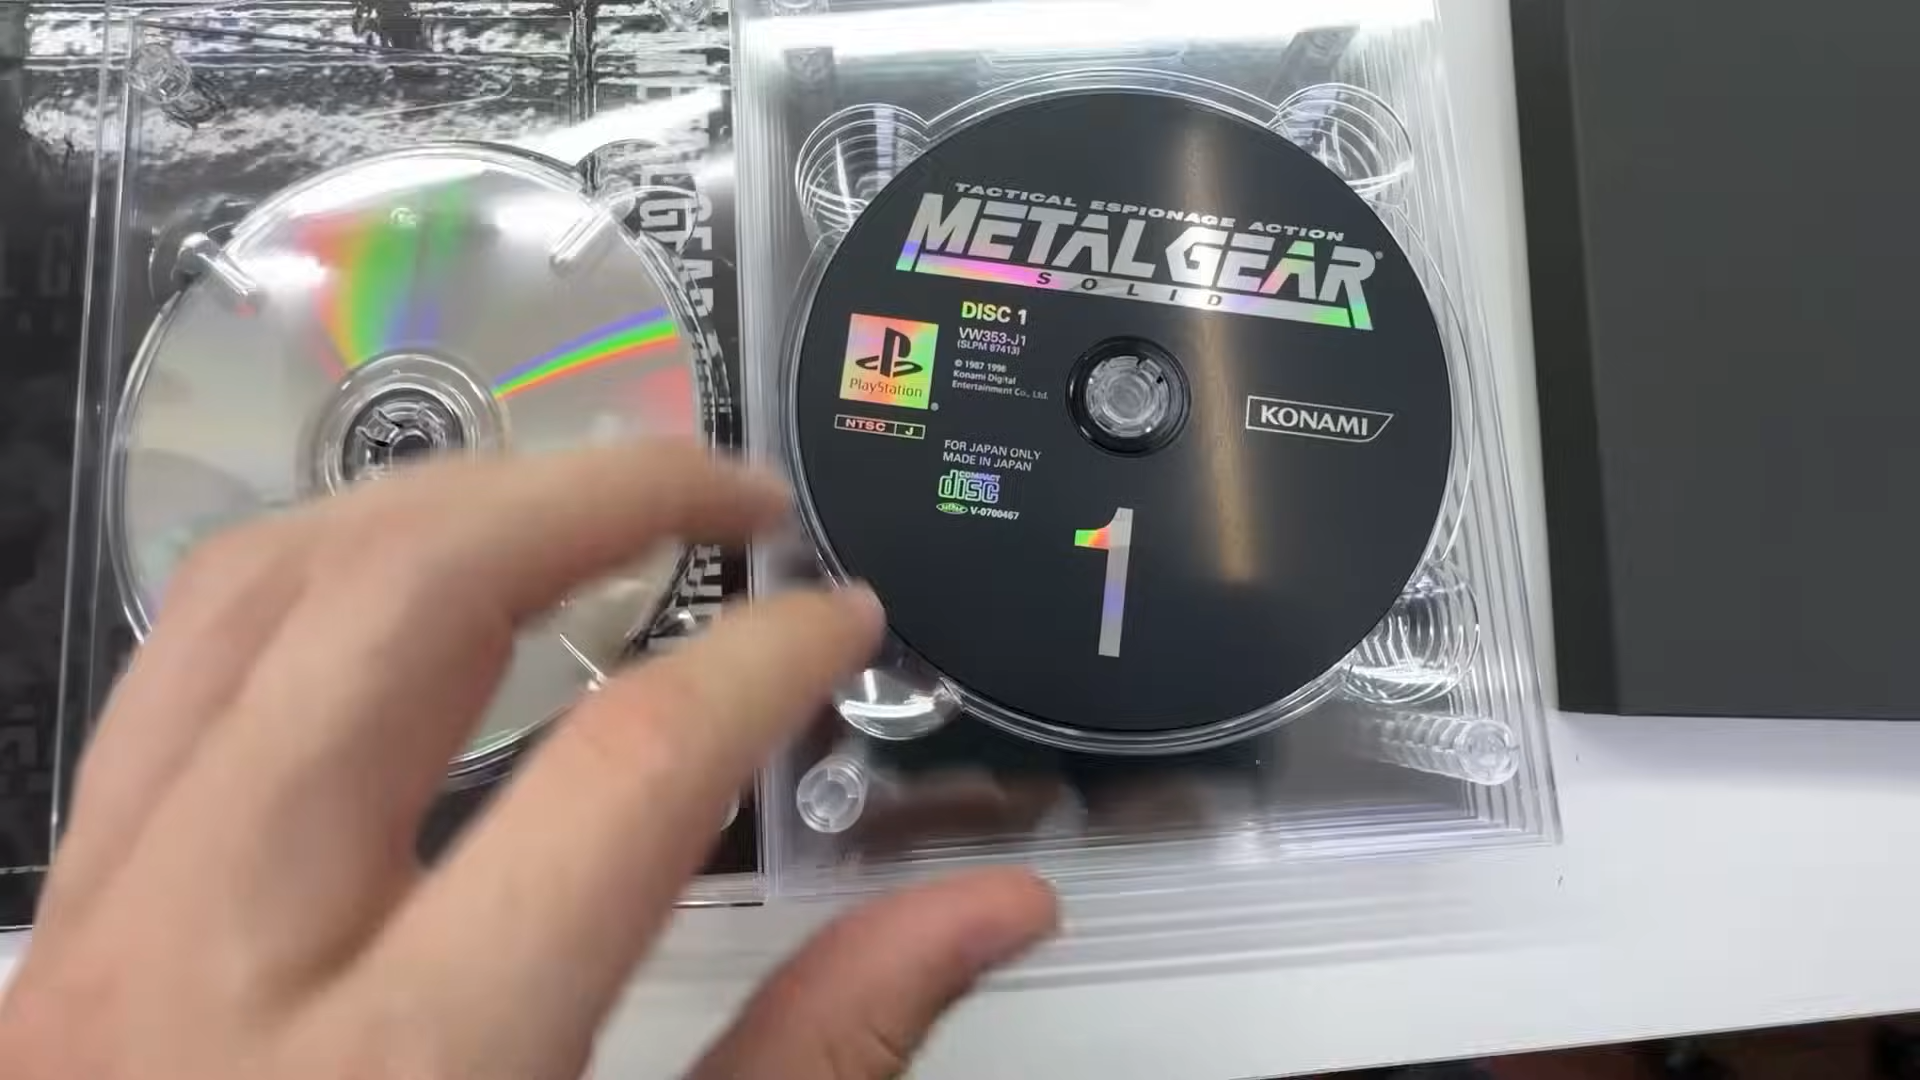 TACTICAL ESPIONAGE ACTION
METAL GEAR®
SOLID
DISC 1
VW353-J1
(SLPM 87413)
© 1987 1998
Konami Digital
Entertainment Co., Ltd.
PlayStation®
NTSC J
KONAMI
FOR JAPAN ONLY
MADE IN JAPAN
COMPACT
disc
V-0700467
1